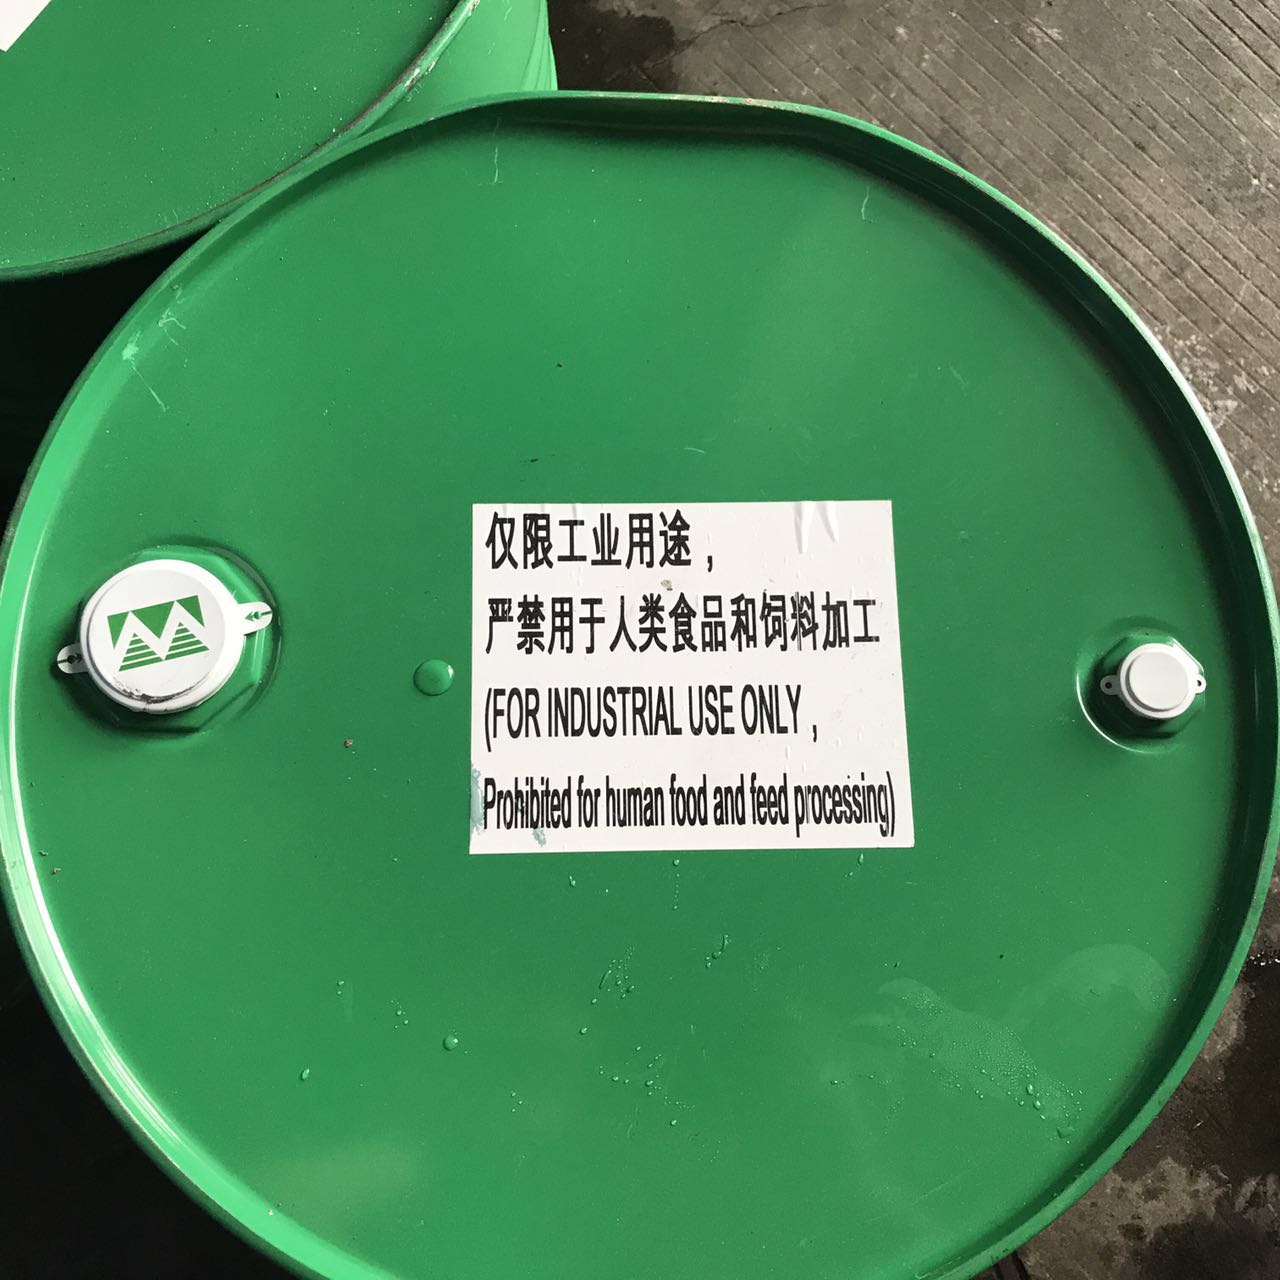 仅限工业用途，
严禁用于人类食品和饲料加工
(FOR INDUSTRIAL USE ONLY ,
Prohibited for human food and feed processing)